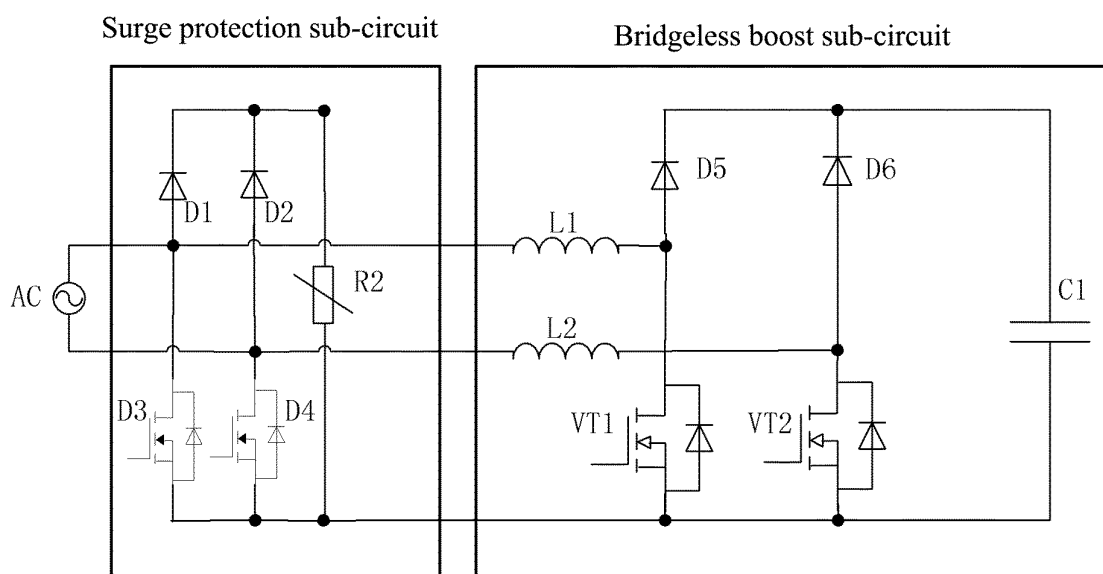 Surge protection sub-circuit
Bridgeless boost sub-circuit
D1
D2
D5
D6
L1
AC
R2
C1
L2
D3
D4
VT1
VT2